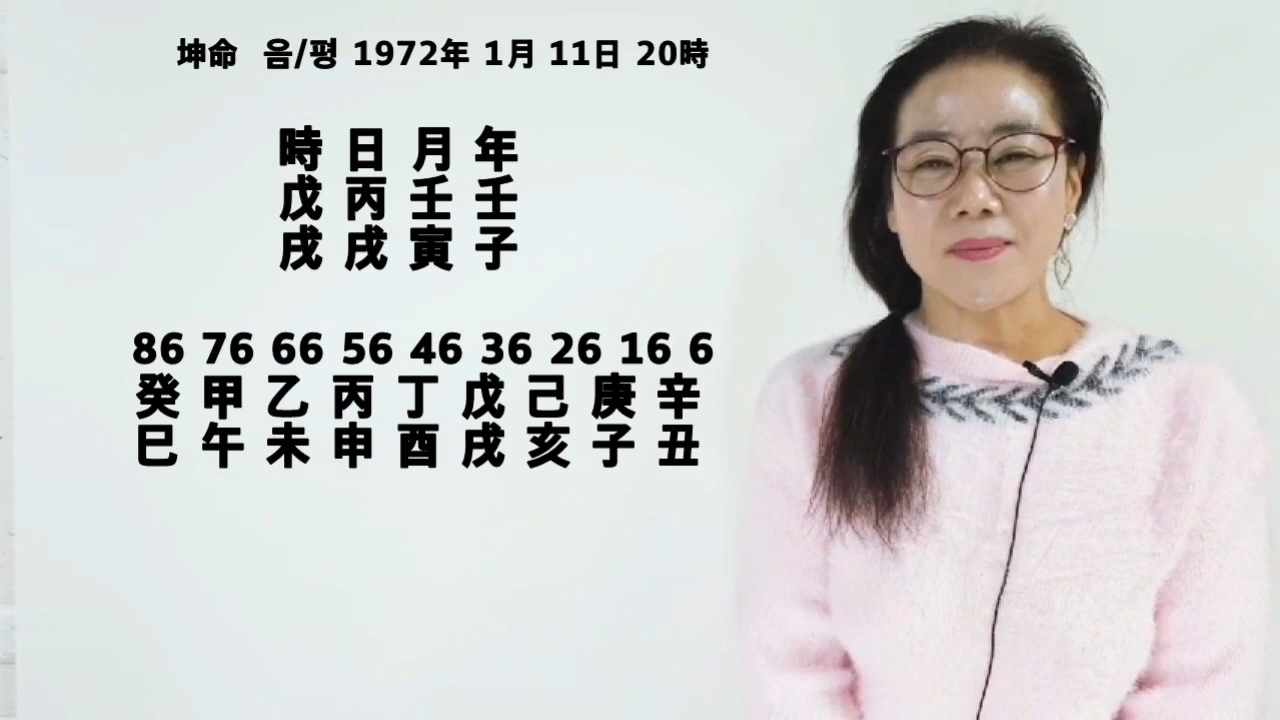 坤命 음/평 1972年 1月 11日 20時
時 日 月 年
戊 丙 壬 壬
戌 戌 寅 子
86 76 66 56 46 36 26 16 6
癸 甲 乙 丙 丁 戊 己 庚 辛
巳 午 未 申 酉 戌 亥 子 丑